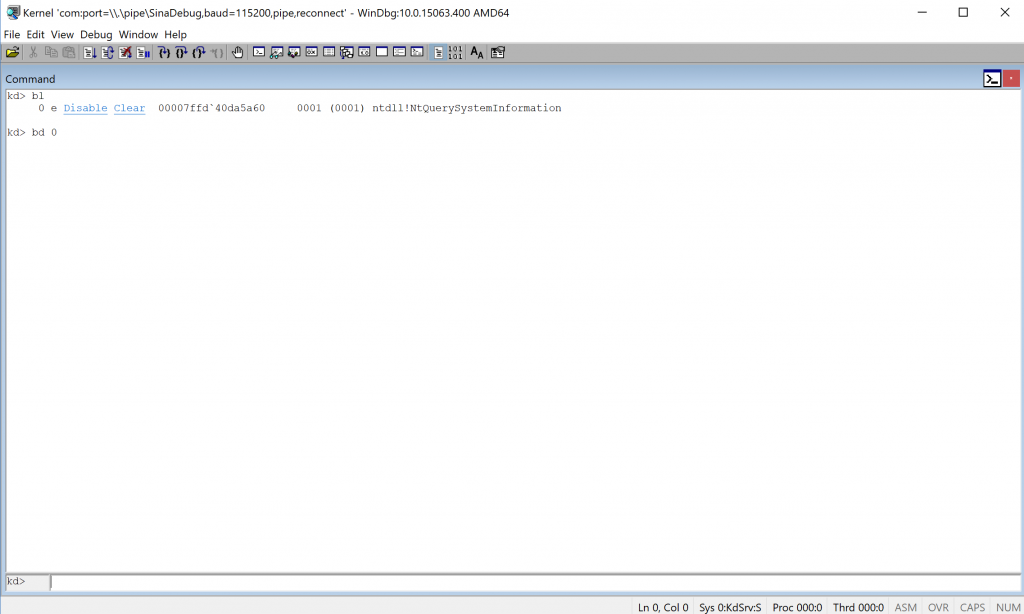 Kernel 'com:port=\\.\pipe\SinaDebug,baud=115200,pipe,reconnect' - WinDbg:10.0.15063.400 AMD64
File Edit View Debug Window Help
101
101
Command
kd> bl
0 e Disable Clear 00007ffd`40da5a60 0001 (0001) ntdll!NtQuerySystemInformation
kd> bd 0
kd>
Ln 0, Col 0 Sys 0:KdSrv:S Proc 000:0 Thrd 000:0 ASM OVR CAPS NUM